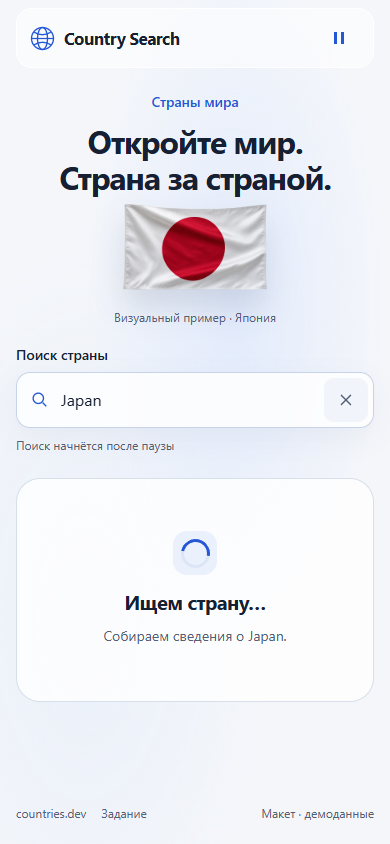 Country Search
Страны мира
Откройте мир.
Страна за страной.
Визуальный пример · Япония
Поиск страны
Japan
Поиск начнётся после паузы
Ищем страну…
Собираем сведения о Japan.
countries.dev Задание Макет · демоданные